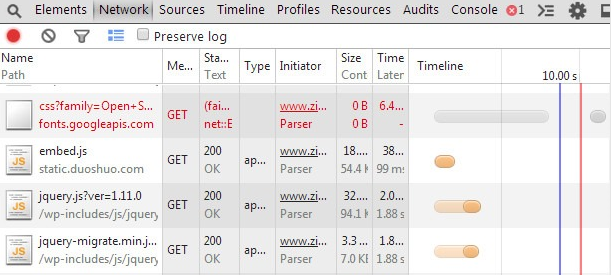 Elements Network Sources Timeline Profiles Resources Audits Console 1
Preserve log
Name Path Me... Sta... Text Type Initiator Size Cont Time Later Timeline 10.00 s
css?family=Open+S... GET (fai... www.zi... 0 B 6.4...
fonts.googleapis.com net::E Parser 0 B -
embed.js GET 200 ap... www.zi... 18.... 38...
static.duoshuo.com OK Parser 54.4 K 99 ms
jquery.js?ver=1.11.0 GET 200 ap... www.zi... 32.... 2.0...
/wp-includes/js/jquery OK Parser 94.1 K 1.88 s
jquery-migrate.min.j... GET 200 ap... www.zi... 3.3 ... 1.8...
/wp-includes/js/jquery OK Parser 7.0 KB 1.88 s